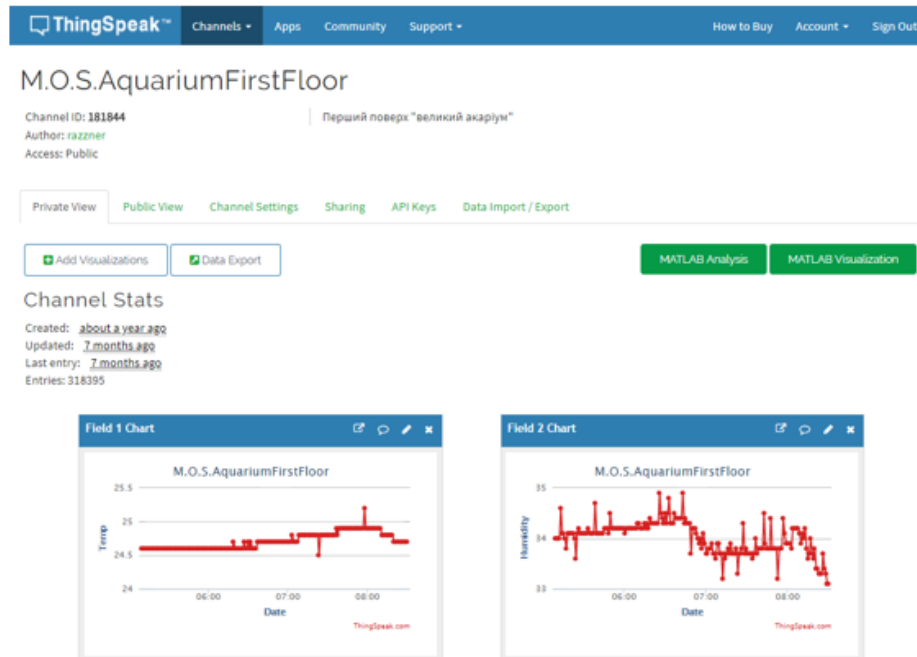 ThingSpeak™ Channels Apps Community Support How to Buy Account Sign Out
M.O.S.AquariumFirstFloor
Channel ID: 181844
Перший поверх "великий акаріум"
Author: razzner
Access: Public
Private View Public View Channel Settings Sharing API Keys Data Import / Export
Add Visualizations Data Export MATLAB Analysis MATLAB Visualization
Channel Stats
Created: about a year ago
Updated: 7 months ago
Last entry: 7 months ago
Entries: 318395
Field 1 Chart
M.O.S.AquariumFirstFloor
25.5
25
24.5
24
Temp
06:00 07:00 08:00
Date
ThingSpeak.com
Field 2 Chart
M.O.S.AquariumFirstFloor
35
34
33
Humidity
06:00 07:00 08:00
Date
ThingSpeak.com